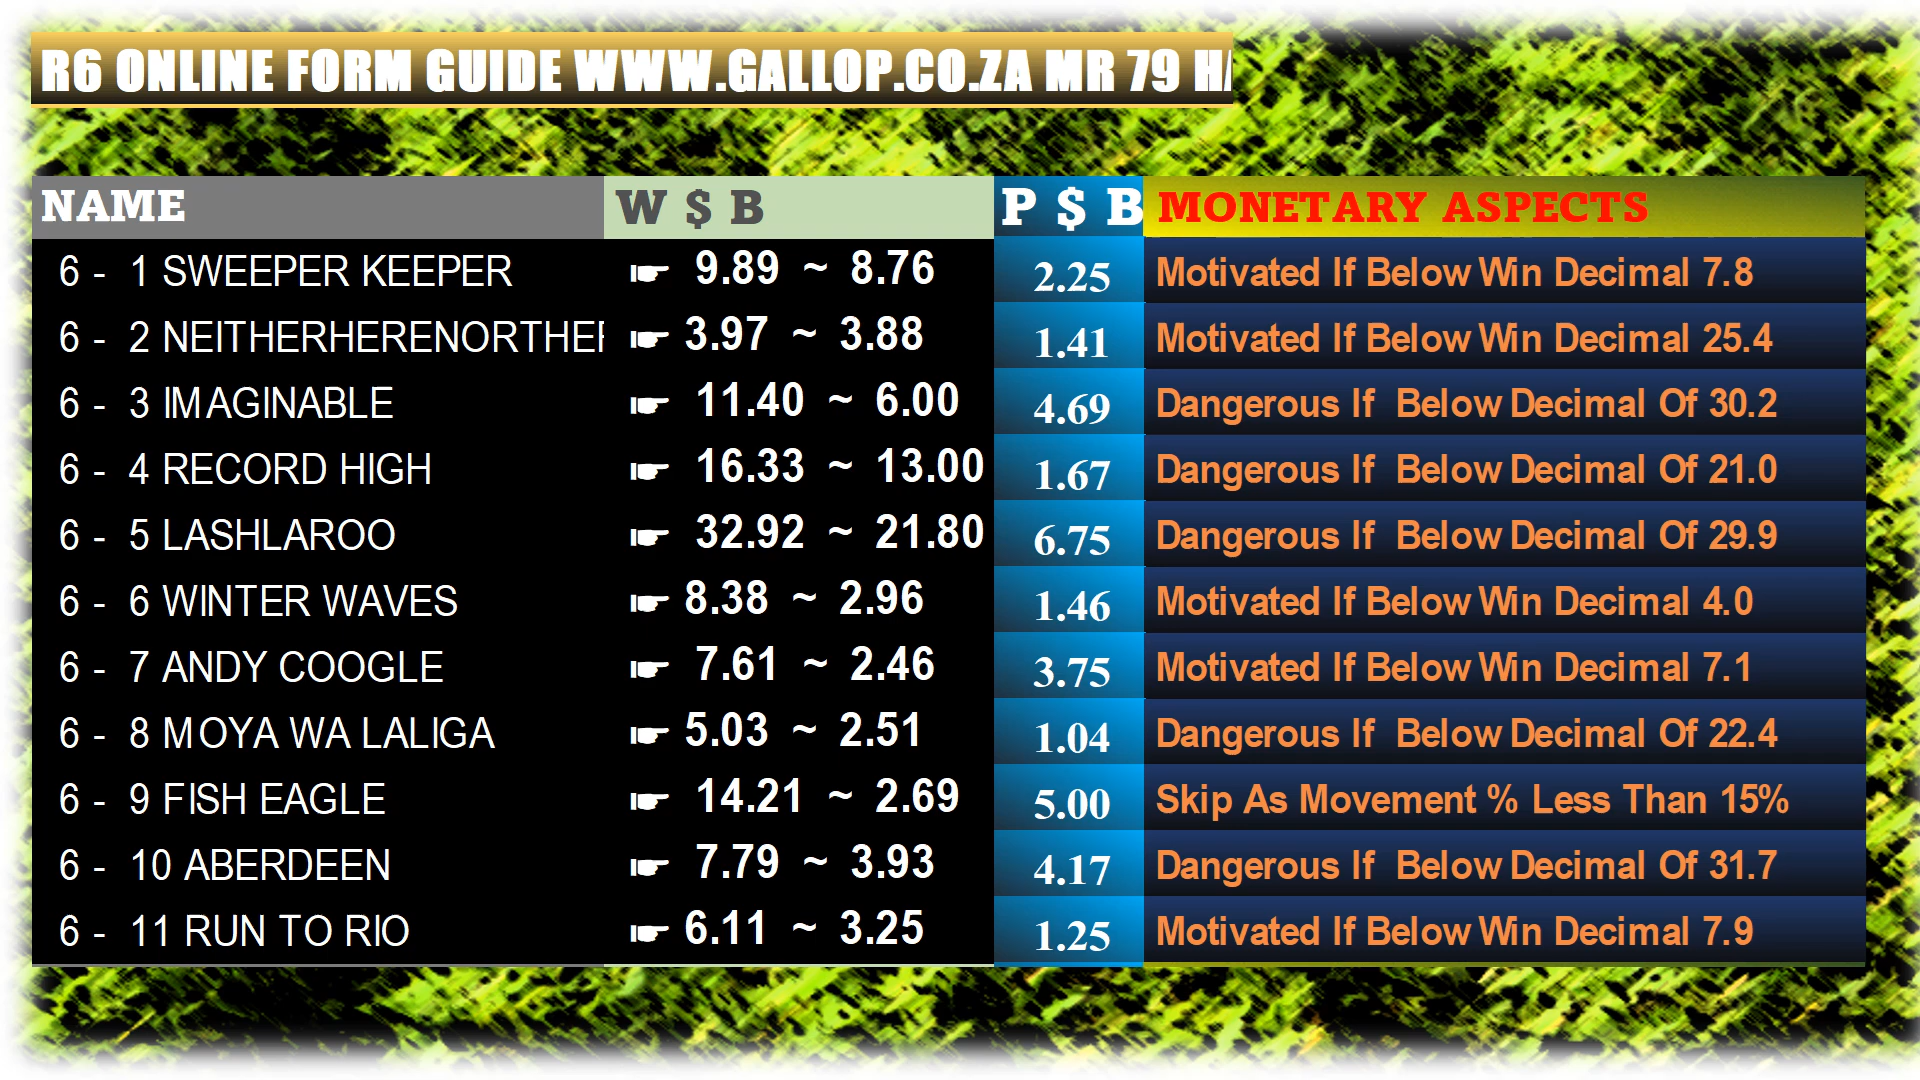 R6 ONLINE FORM GUIDE WWW.GALLOP.CO.ZA MR 79
NAME W $ B P $ B MONETARY ASPECTS
6 - 1 SWEEPER KEEPER ☛ 9.89 ~ 8.76 2.25 Motivated If Below Win Decimal 7.8
6 - 2 NEITHERHERENORTHER ☛ 3.97 ~ 3.88 1.41 Motivated If Below Win Decimal 25.4
6 - 3 IMAGINABLE ☛ 11.40 ~ 6.00 4.69 Dangerous If Below Decimal Of 30.2
6 - 4 RECORD HIGH ☛ 16.33 ~ 13.00 1.67 Dangerous If Below Decimal Of 21.0
6 - 5 LASHLAROO ☛ 32.92 ~ 21.80 6.75 Dangerous If Below Decimal Of 29.9
6 - 6 WINTER WAVES ☛ 8.38 ~ 2.96 1.46 Motivated If Below Win Decimal 4.0
6 - 7 ANDY COOGLE ☛ 7.61 ~ 2.46 3.75 Motivated If Below Win Decimal 7.1
6 - 8 MOYA WA LALIGA ☛ 5.03 ~ 2.51 1.04 Dangerous If Below Decimal Of 22.4
6 - 9 FISH EAGLE ☛ 14.21 ~ 2.69 5.00 Skip As Movement % Less Than 15%
6 - 10 ABERDEEN ☛ 7.79 ~ 3.93 4.17 Dangerous If Below Decimal Of 31.7
6 - 11 RUN TO RIO ☛ 6.11 ~ 3.25 1.25 Motivated If Below Win Decimal 7.9